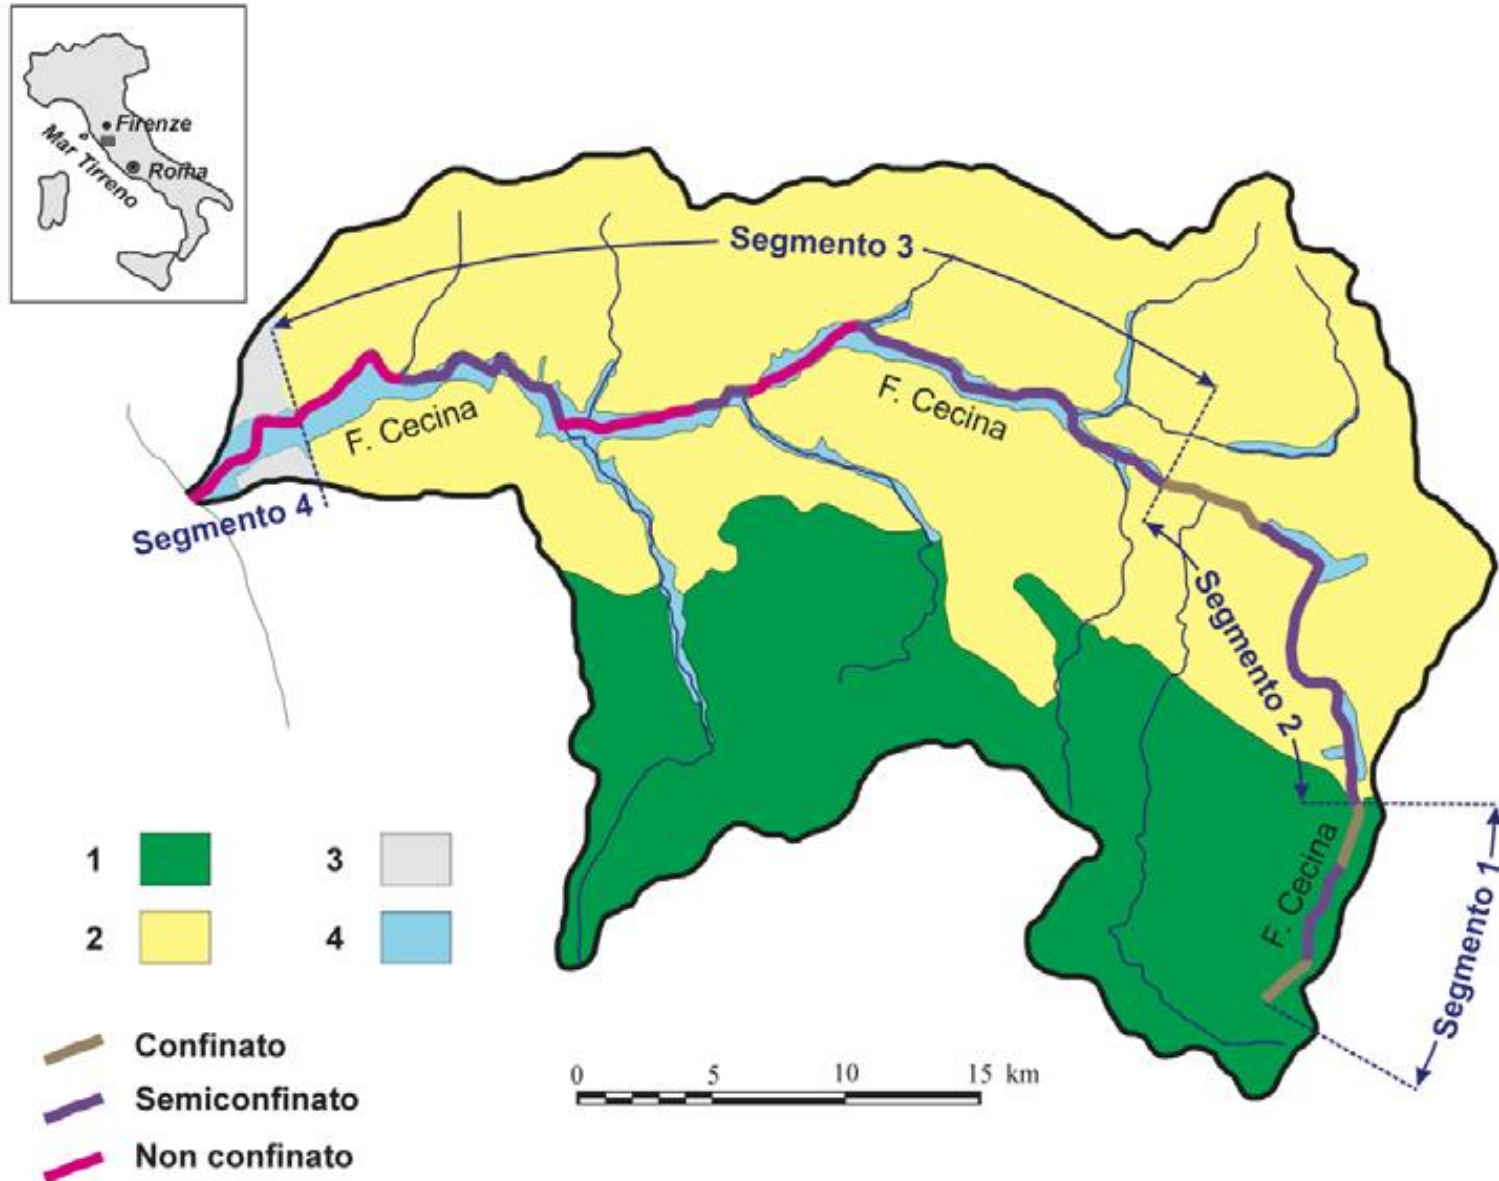 Firenze
Mar Tirreno
Roma
Segmento 3
F. Cecina
F. Cecina
Segmento 4
Segmento 2
F. Cecina
Segmento 1
1
3
2
4
Confinato
Semiconfinato
Non confinato
0 5 10 15 km